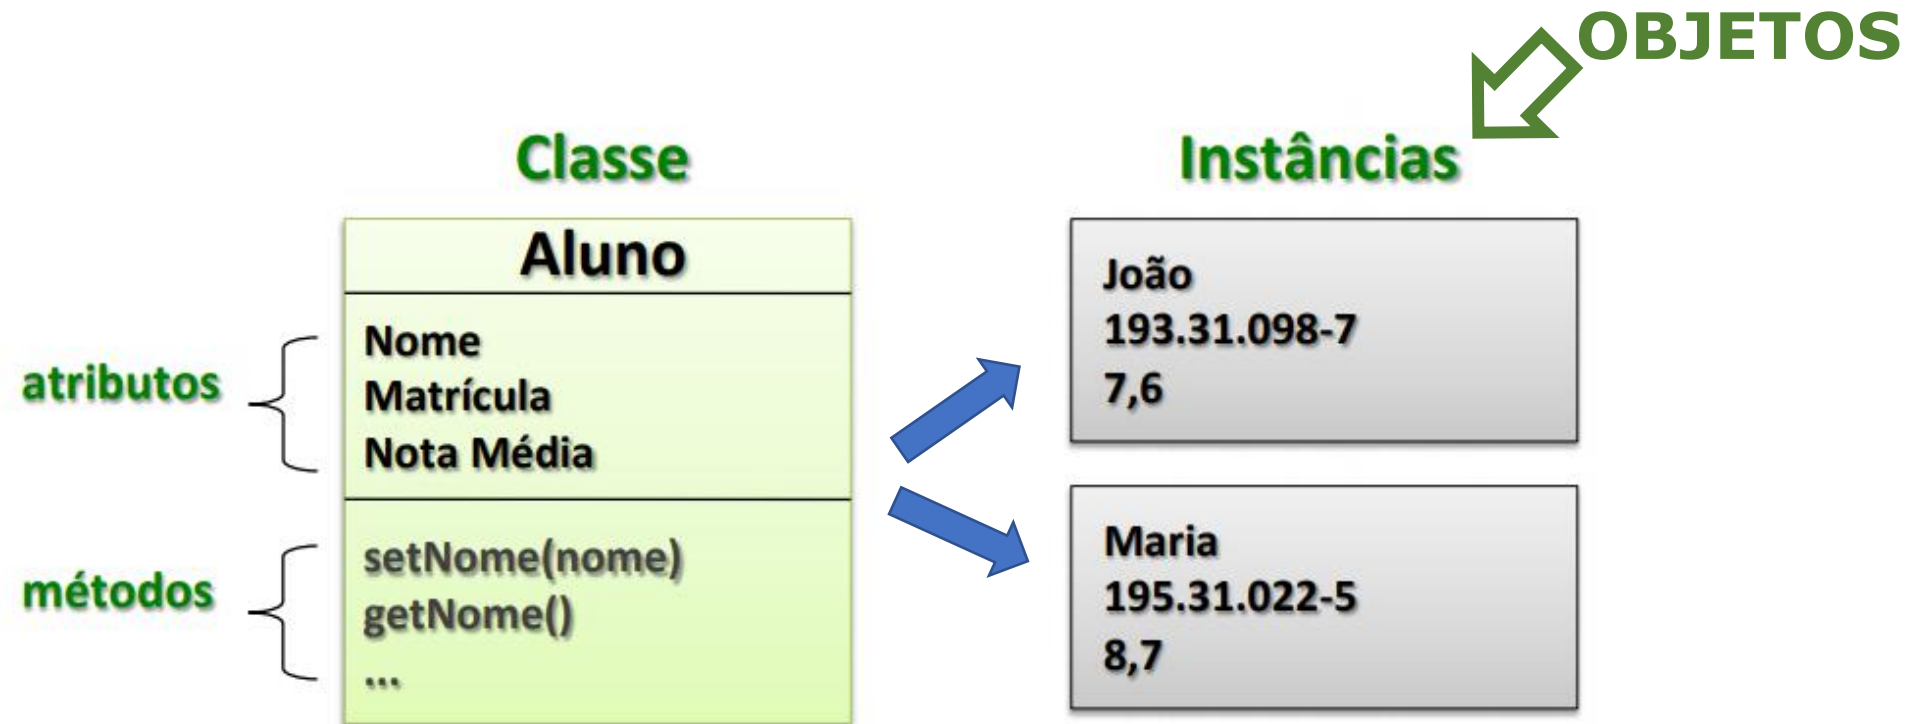 OBJETOS
Classe
Instâncias
Aluno
atributos
Nome
Matrícula
Nota Média
métodos
setNome(nome)
getNome()
...
João
193.31.098-7
7,6
Maria
195.31.022-5
8,7